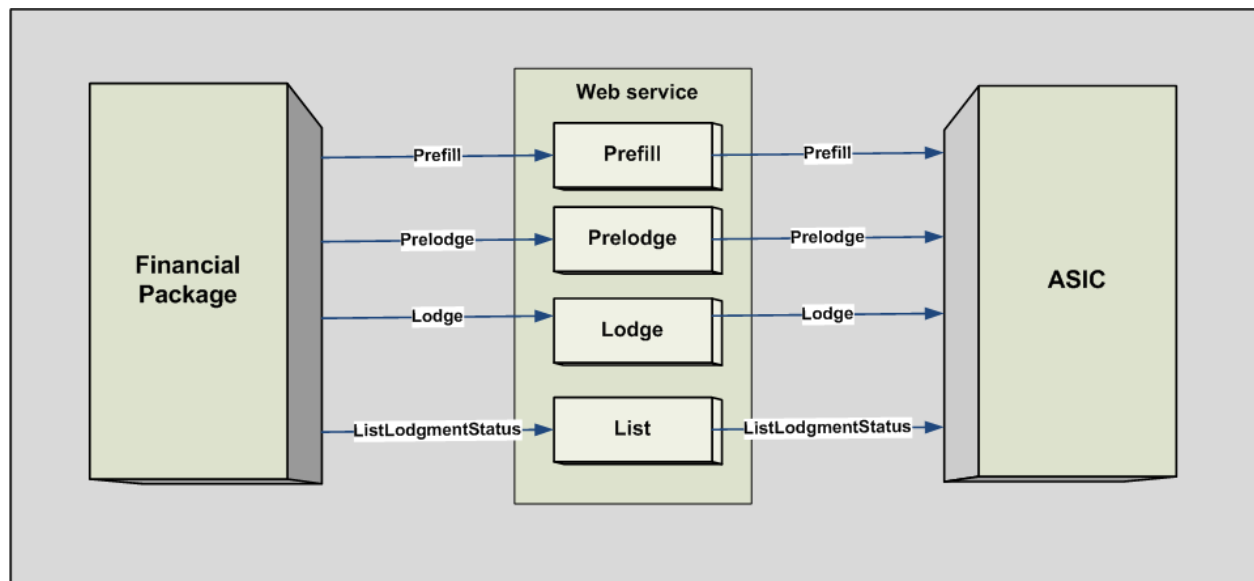 Web service
Financial
Package
Prefill
Prefill
Prefill
Prelodge
Prelodge
Prelodge
Lodge
Lodge
Lodge
ListLodgmentStatus
List
ListLodgmentStatus
ASIC